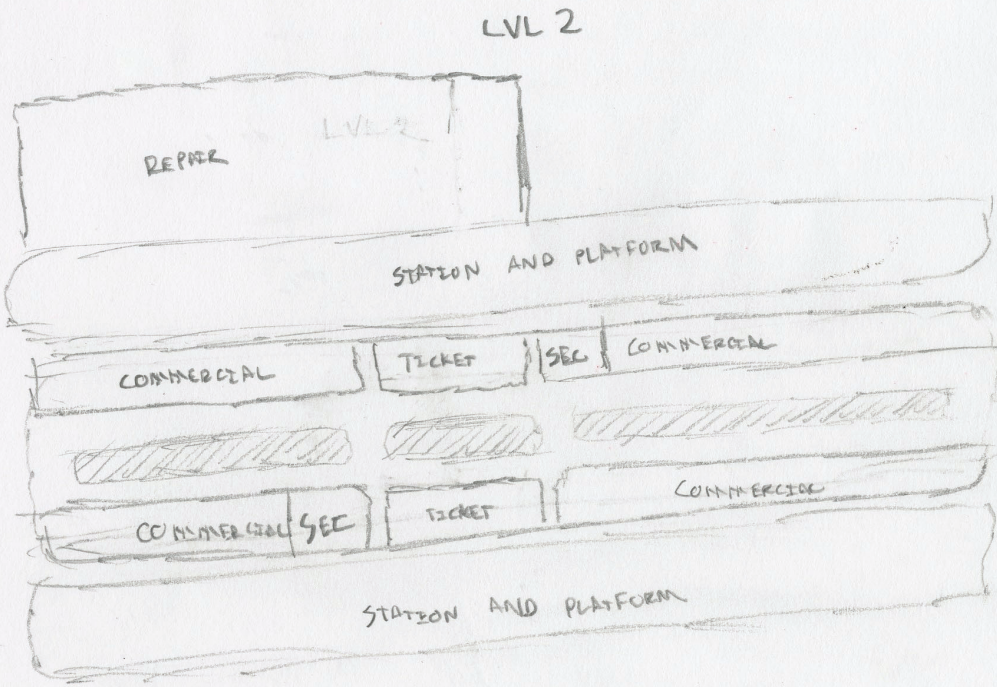 LVL 2
LVL 2
REPAIR
STATION AND PLATFORM
COMMERCIAL
TICKET
SEC
COMMERCIAL
COMMERCIAL
SEC
TICKET
COMMERCIAL
STATION AND PLATFORM